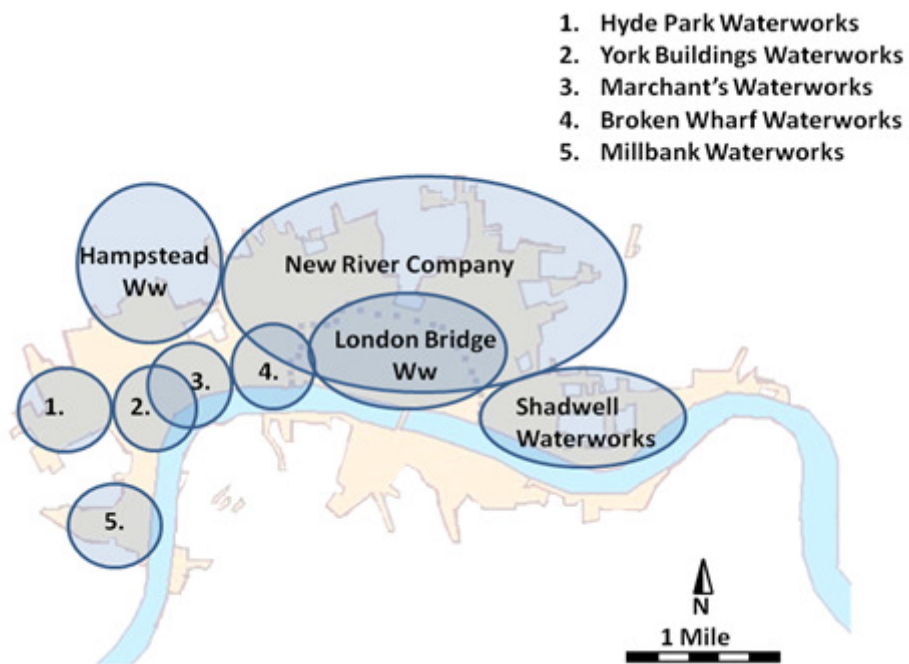 1. Hyde Park Waterworks
2. York Buildings Waterworks
3. Marchant's Waterworks
4. Broken Wharf Waterworks
5. Millbank Waterworks
Hampstead
Ww
New River Company
London Bridge
Ww
1.
2.
3.
4.
Shadwell
Waterworks
5.
N
1 Mile